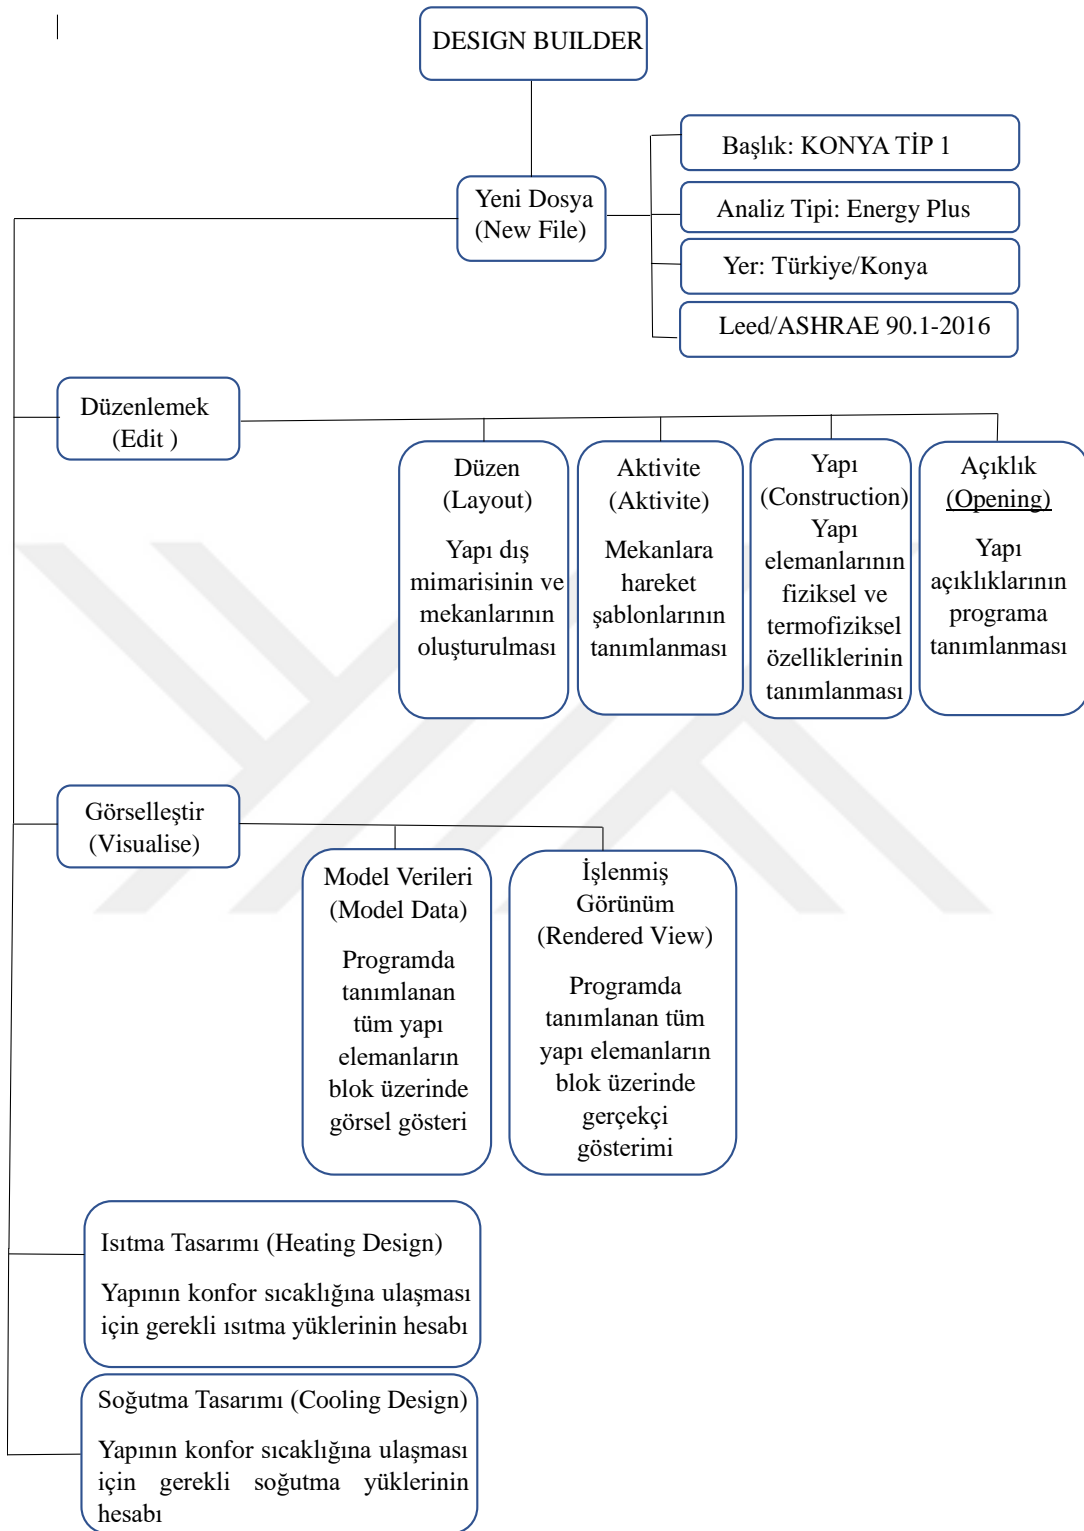 DESIGN BUILDER
Yeni Dosya
(New File)
Başlık: KONYA TİP 1
Analiz Tipi: Energy Plus
Yer: Türkiye/Konya
Leed/ASHRAE 90.1-2016
Düzenlemek
(Edit )
Düzen
(Layout)
Yapı dış
mimarisinin ve
mekanlarının
oluşturulması
Aktivite
(Aktivite)
Mekanlara
hareket
şablonlarının
tanımlanması
Yapı
(Construction)
Yapı
elemanlarının
fiziksel ve
termofiziksel
özelliklerinin
tanımlanması
Açıklık
(Opening)
Yapı
açıklıklarının
programa
tanımlanması
Görselleştir
(Visualise)
Model Verileri
(Model Data)
Programda
tanımlanan
tüm yapı
elemanların
blok üzerinde
görsel gösteri
İşlenmiş
Görünüm
(Rendered View)
Programda
tanımlanan tüm
yapı elemanların
blok üzerinde
gerçekçi
gösterimi
Isıtma Tasarımı (Heating Design)
Yapının konfor sıcaklığına ulaşması
için gerekli ısıtma yüklerinin hesabı
Soğutma Tasarımı (Cooling Design)
Yapının konfor sıcaklığına ulaşması
için gerekli soğutma yüklerinin
hesabı